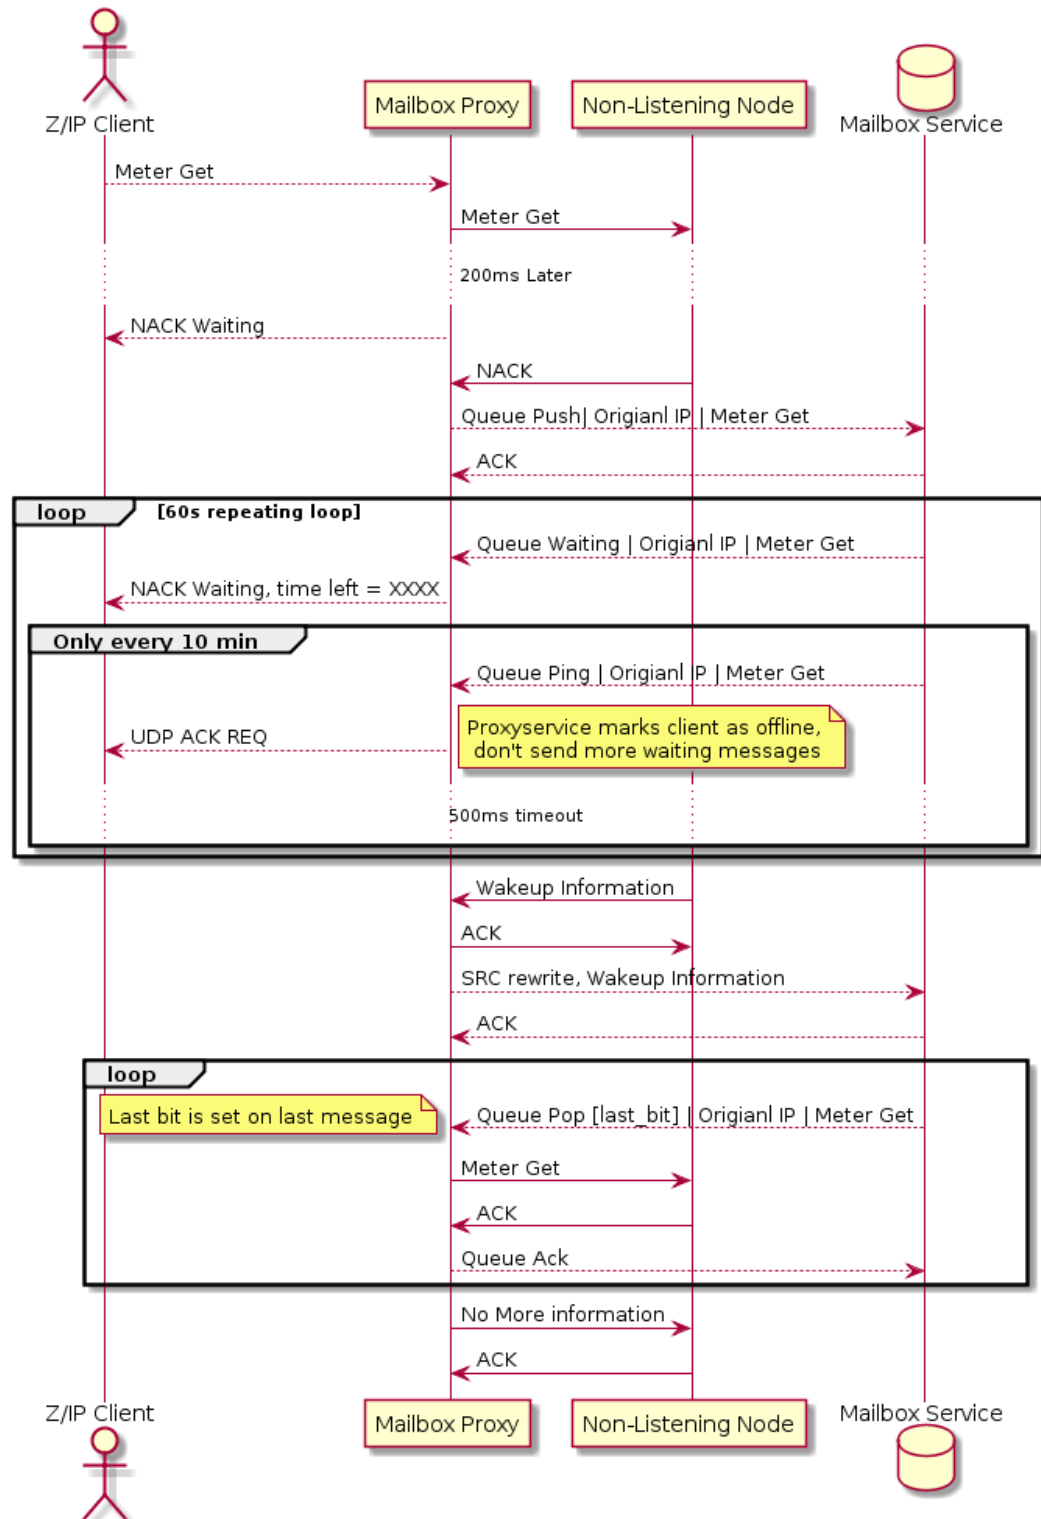 Z/IP Client
Mailbox Proxy
Non-Listening Node
Mailbox Service
Meter Get
Meter Get
200ms Later
NACK Waiting
NACK
Queue Push| Origianl IP | Meter Get
ACK
loop
[60s repeating loop]
Queue Waiting | Origianl IP | Meter Get
NACK Waiting, time left = XXXX
Only every 10 min
Queue Ping | Origianl IP | Meter Get
UDP ACK REQ
Proxyservice marks client as offline,
don't send more waiting messages
500ms timeout
Wakeup Information
ACK
SRC rewrite, Wakeup Information
ACK
loop
Last bit is set on last message
Queue Pop [last_bit] | Origianl IP | Meter Get
Meter Get
ACK
Queue Ack
No More information
ACK
Z/IP Client
Mailbox Proxy
Non-Listening Node
Mailbox Service